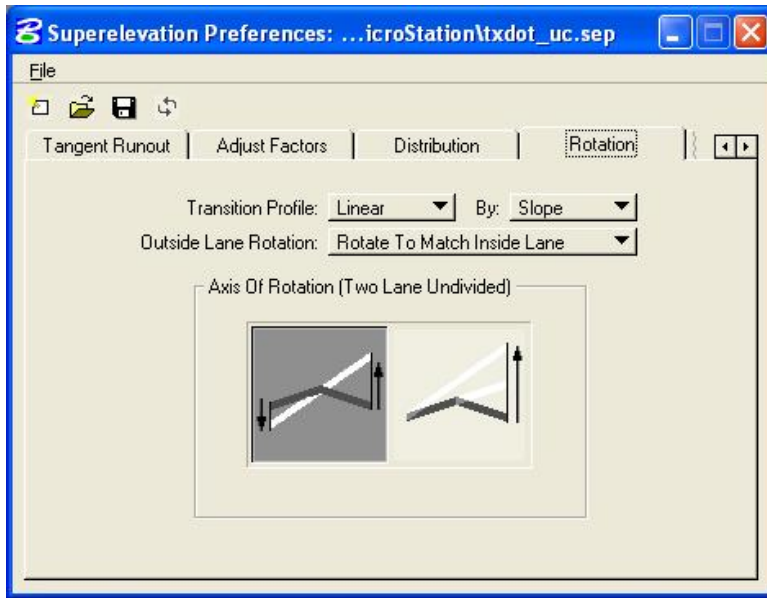 Superelevation Preferences: ...icroStation\txdot_uc.sep
File
Tangent Runout Adjust Factors Distribution Rotation
Transition Profile: Linear By: Slope
Outside Lane Rotation: Rotate To Match Inside Lane
Axis Of Rotation (Two Lane Undivided)